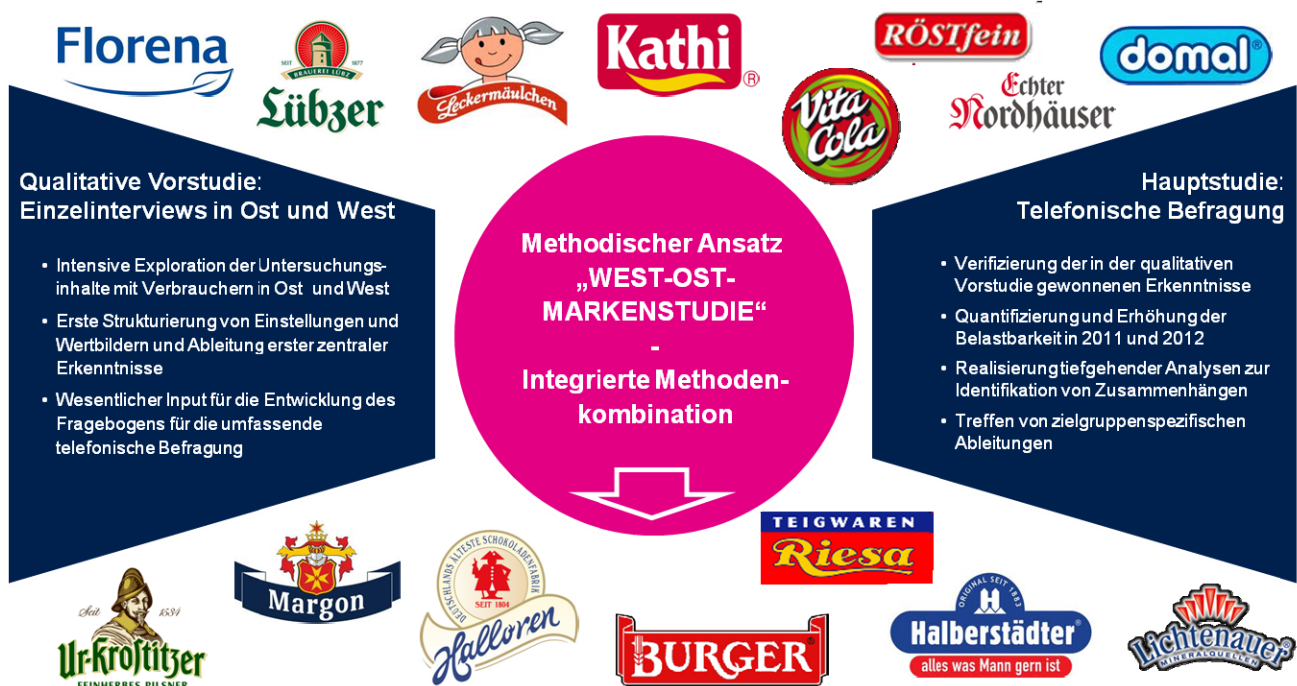 Florena
SEIT 1877
BRAUEREI LÜBZ
Lübzer
Leckermäulchen
Kathi ®
RÖSTfein
domal®
Vita
Cola
Echter
Nordhäuser
Qualitative Vorstudie:
Einzelinterviews in Ost und West
▪ Intensive Exploration der Untersuchungs-
inhalte mit Verbrauchern in Ost und West
▪ Erste Strukturierung von Einstellungen und
Wertbildern und Ableitung erster zentraler
Erkenntnisse
▪ Wesentlicher Input für die Entwicklung des
Fragebogens für die umfassende
telefonische Befragung
Methodischer Ansatz
„WEST-OST-
MARKENSTUDIE“
-
Integrierte Methoden-
kombination
Hauptstudie:
Telefonische Befragung
▪ Verifizierung der in der qualitativen
Vorstudie gewonnenen Erkenntnisse
▪ Quantifizierung und Erhöhung der
Belastbarkeit in 2011 und 2012
▪ Realisierung tiefgehender Analysen zur
Identifikation von Zusammenhängen
▪ Treffen von zielgruppenspezifischen
Ableitungen
Seit 1534
Ur-Krostitzer
FEINHERBES PILSNER
Margon
DEUTSCHLANDS ÄLTESTE SCHOKOLADENFABRIK
SEIT 1804
Halloren
BURGER
TEIGWAREN
Riesa
ORIGINAL SEIT 1883
Halberstädter®
alles was Mann gern ist
Lichtenauer®
MINERALQUELLEN